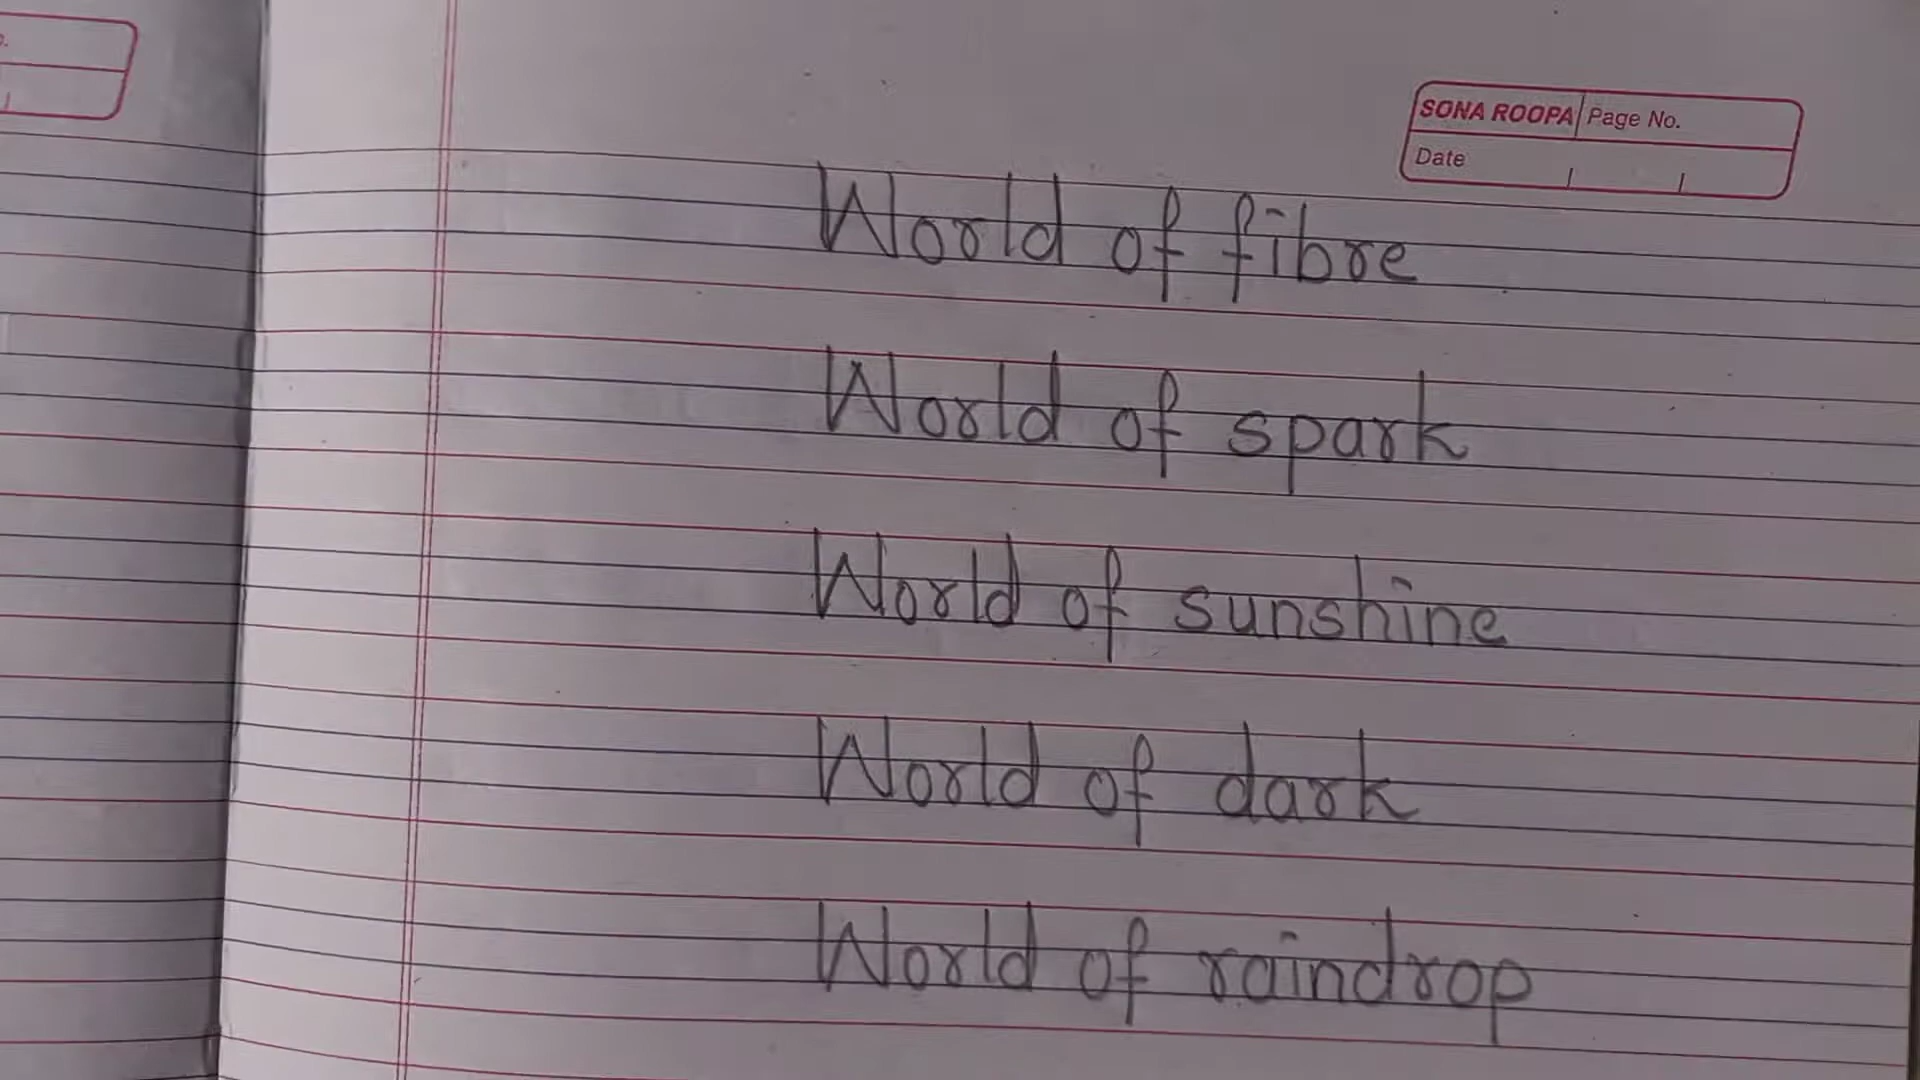 SONA ROOPA Page No.
Date
World of fibre
World of spark
World of sunshine
World of dark
World of raindrop